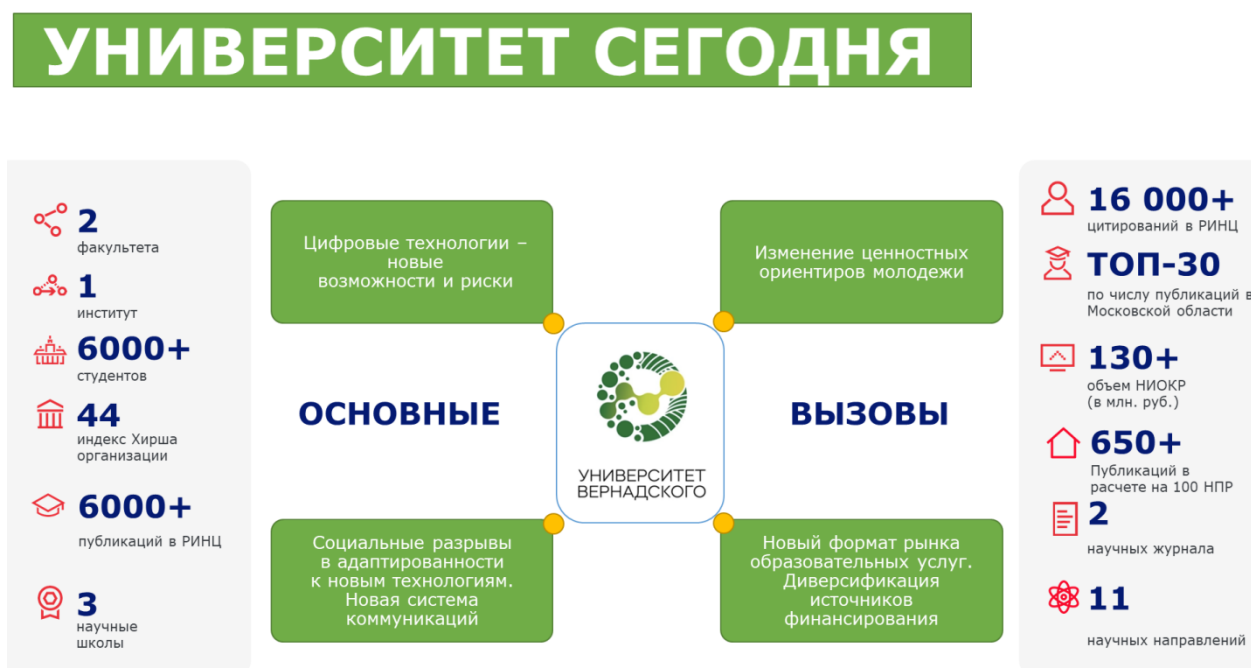 УНИВЕРСИТЕТ СЕГОДНЯ
2
факультета
1
институт
6000+
студентов
44
индекс Хирша
организации
6000+
публикаций в РИНЦ
3
научные
школы
Цифровые технологии –
новые
возможности и риски
Изменение ценностных
ориентиров молодежи
ОСНОВНЫЕ
УНИВЕРСИТЕТ
ВЕРНАДСКОГО
ВЫЗОВЫ
Социальные разрывы
в адаптированности
к новым технологиям.
Новая система
коммуникаций
Новый формат рынка
образовательных услуг.
Диверсификация
источников
финансирования
16 000+
цитирований в РИНЦ
ТОП-30
по числу публикаций в
Московской области
130+
объем НИОКР
(в млн. руб.)
650+
Публикаций в
расчете на 100 НПР
2
научных журнала
11
научных направлений